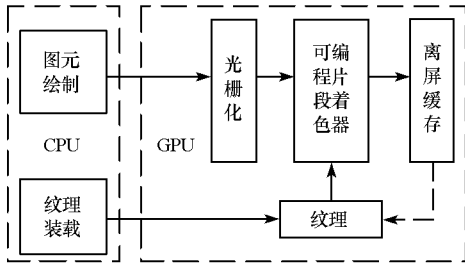 图元
绘制
CPU
纹理
装载
GPU
光
栅
化
可编
程片
段着
色器
离
屏
缓
存
纹理